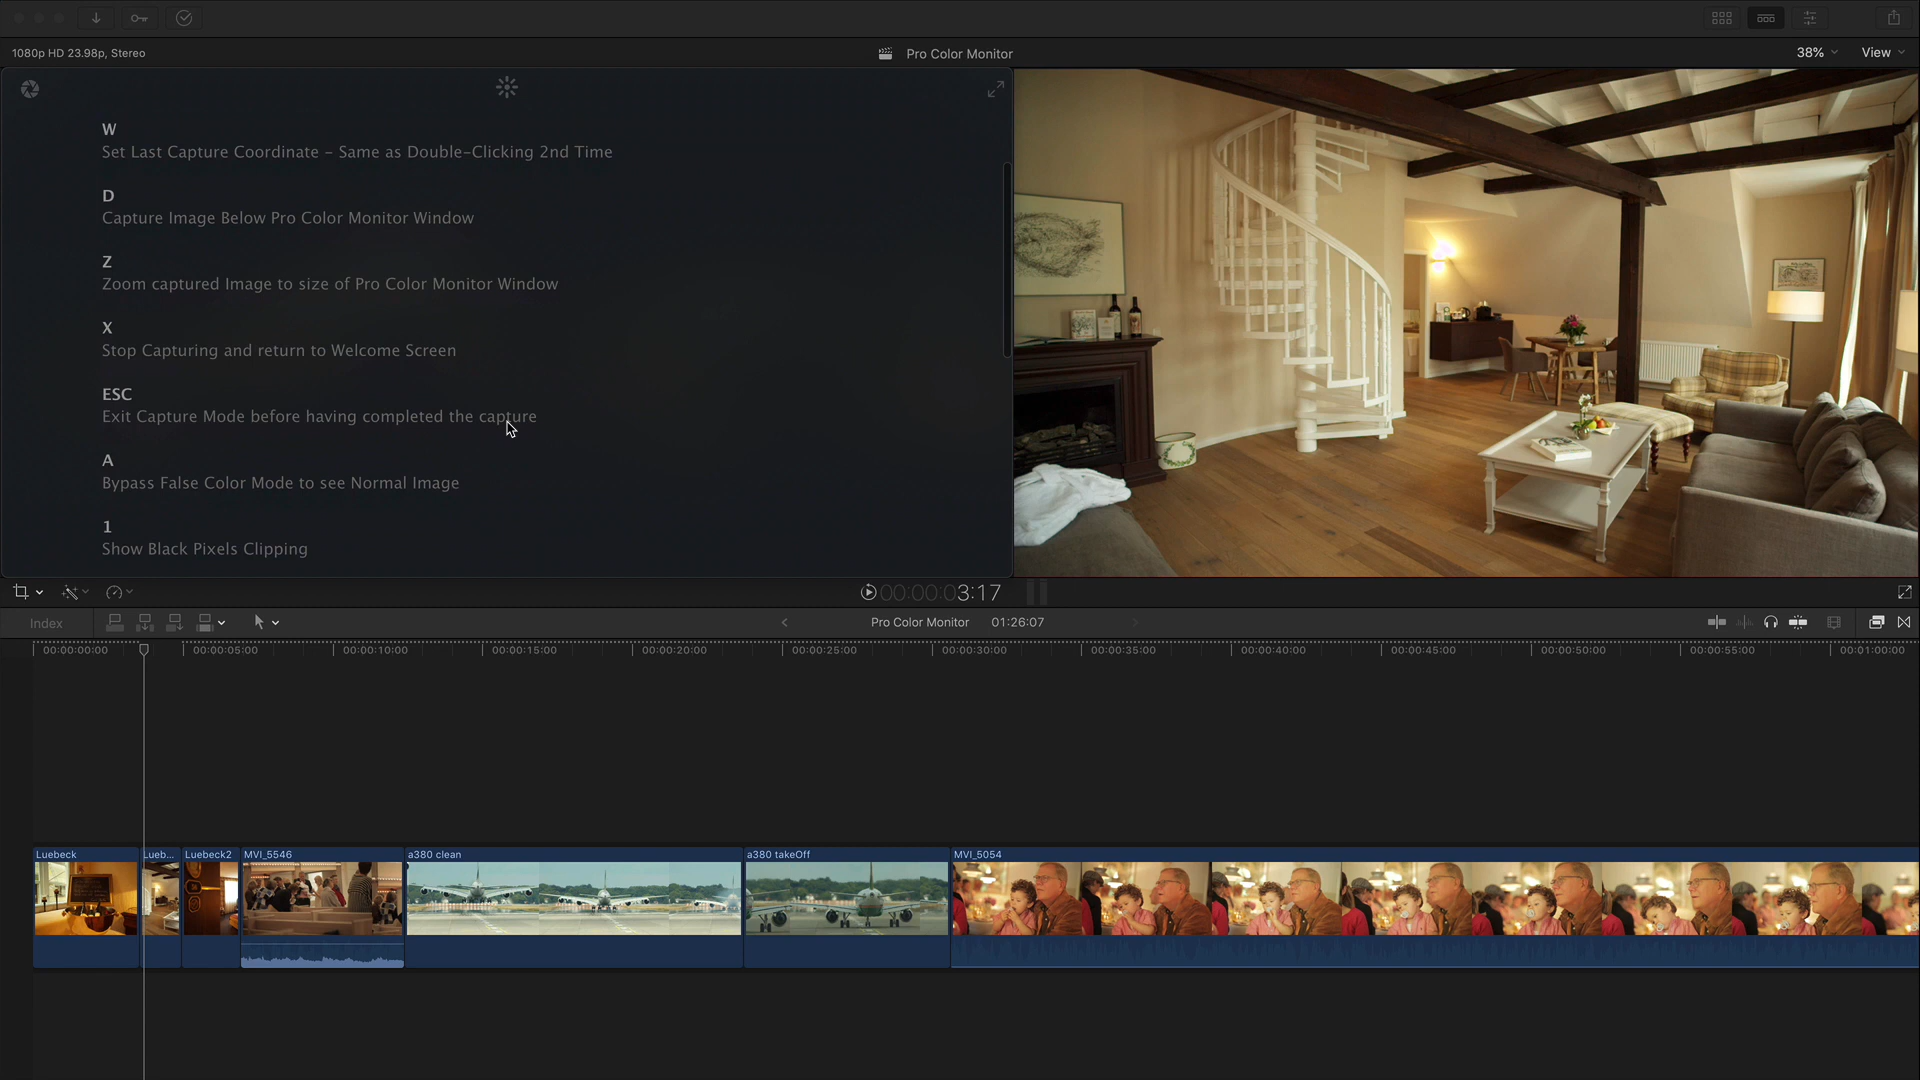 1080p HD 23.98p, Stereo
Pro Color Monitor
38%
View
W
Set Last Capture Coordinate – Same as Double-Clicking 2nd Time
D
Capture Image Below Pro Color Monitor Window
Z
Zoom captured Image to size of Pro Color Monitor Window
X
Stop Capturing and return to Welcome Screen
ESC
Exit Capture Mode before having completed the capture
A
Bypass False Color Mode to see Normal Image
1
Show Black Pixels Clipping
00:00:03:17
Index
Pro Color Monitor
01:26:07
00:00:00:00
00:00:05:00
00:00:10:00
00:00:15:00
00:00:20:00
00:00:25:00
00:00:30:00
00:00:35:00
00:00:40:00
00:00:45:00
00:00:50:00
00:00:55:00
00:01:00:00
Luebeck
Lueb...
Luebeck2
MVI_5546
a380 clean
a380 takeOff
MVI_5054